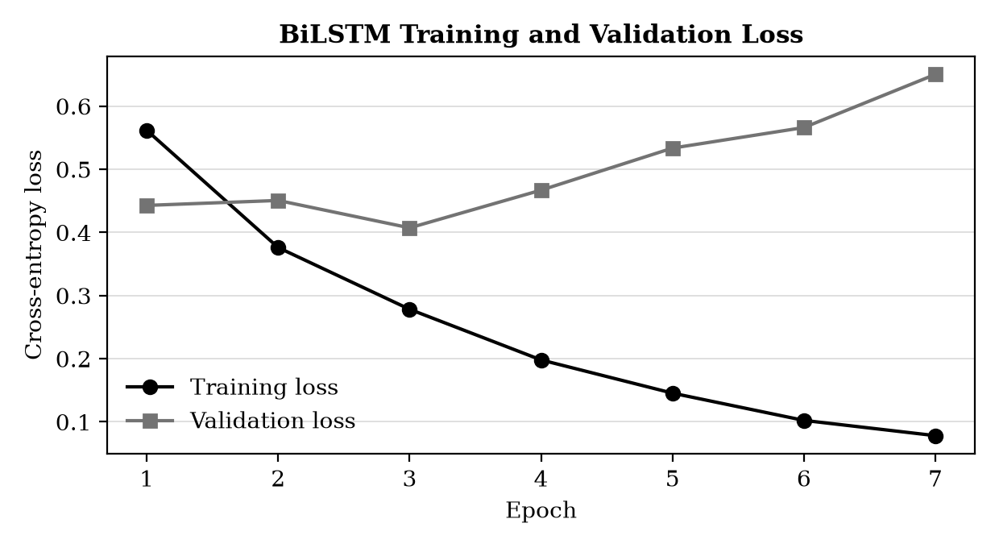 BiLSTM Training and Validation Loss
Cross-entropy loss
0.6
0.5
0.4
0.3
0.2
0.1
Training loss
Validation loss
1 2 3 4 5 6 7
Epoch